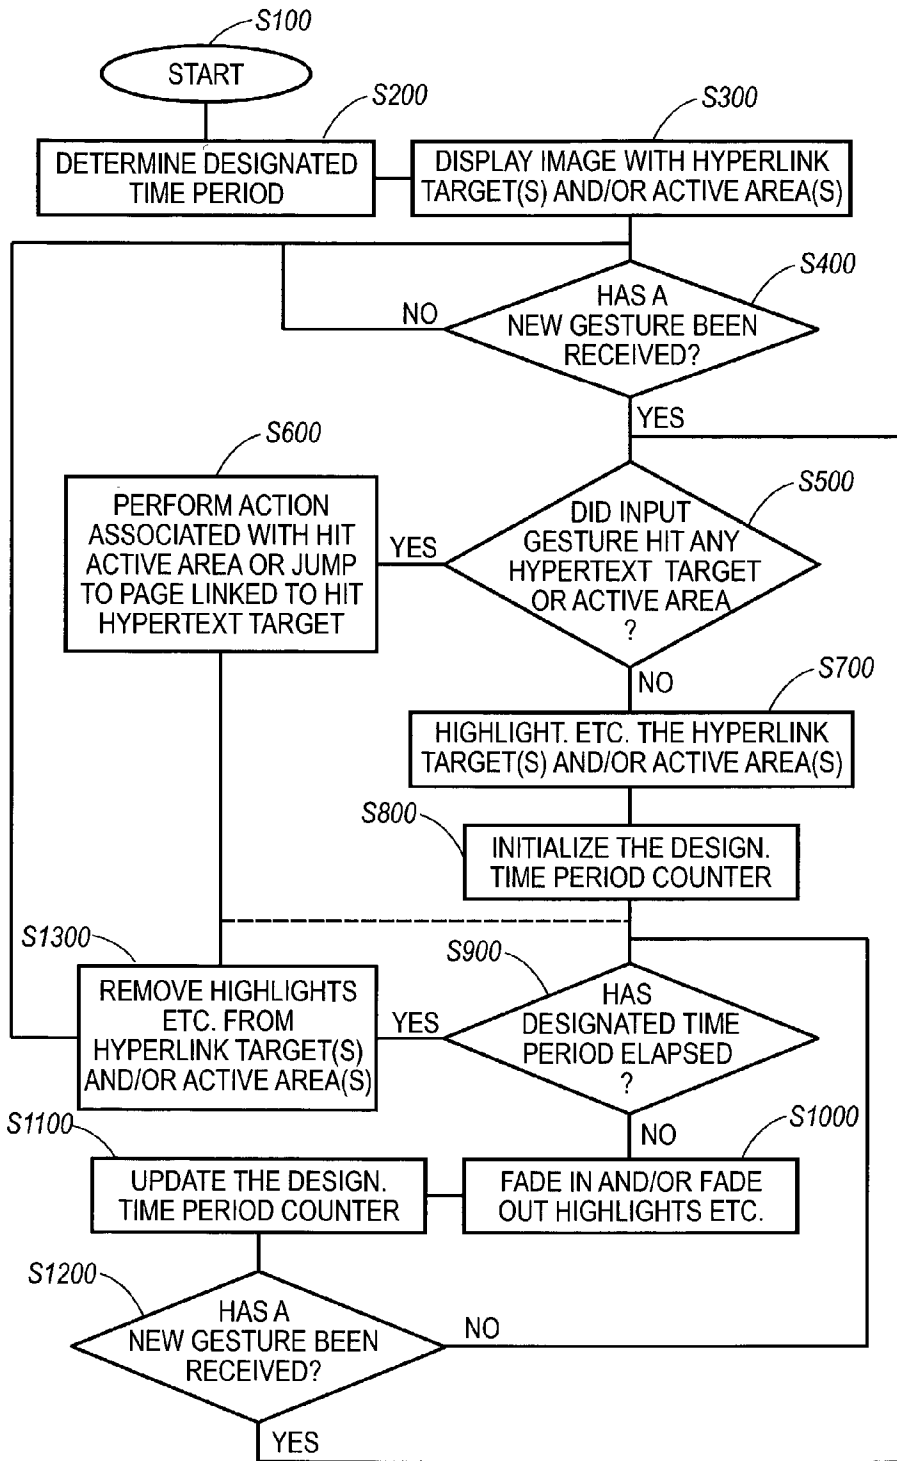 S100
START
S200
DETERMINE DESIGNATED
TIME PERIOD
S300
DISPLAY IMAGE WITH HYPERLINK
TARGET(S) AND/OR ACTIVE AREA(S)
S400
HAS A
NEW GESTURE BEEN
RECEIVED?
NO
YES
S500
DID INPUT
GESTURE HIT ANY
HYPERTEXT TARGET
OR ACTIVE AREA
?
YES
S600
PERFORM ACTION
ASSOCIATED WITH HIT
ACTIVE AREA OR JUMP
TO PAGE LINKED TO HIT
HYPERTEXT TARGET
NO
S700
HIGHLIGHT. ETC. THE HYPERLINK
TARGET(S) AND/OR ACTIVE AREA(S)
S800
INITIALIZE THE DESIGN.
TIME PERIOD COUNTER
S900
HAS
DESIGNATED TIME
PERIOD ELAPSED
?
YES
S1300
REMOVE HIGHLIGHTS
ETC. FROM
HYPERLINK TARGET(S)
AND/OR ACTIVE AREA(S)
NO
S1000
FADE IN AND/OR FADE
OUT HIGHLIGHTS ETC.
S1100
UPDATE THE DESIGN.
TIME PERIOD COUNTER
S1200
HAS A
NEW GESTURE BEEN
RECEIVED?
NO
YES